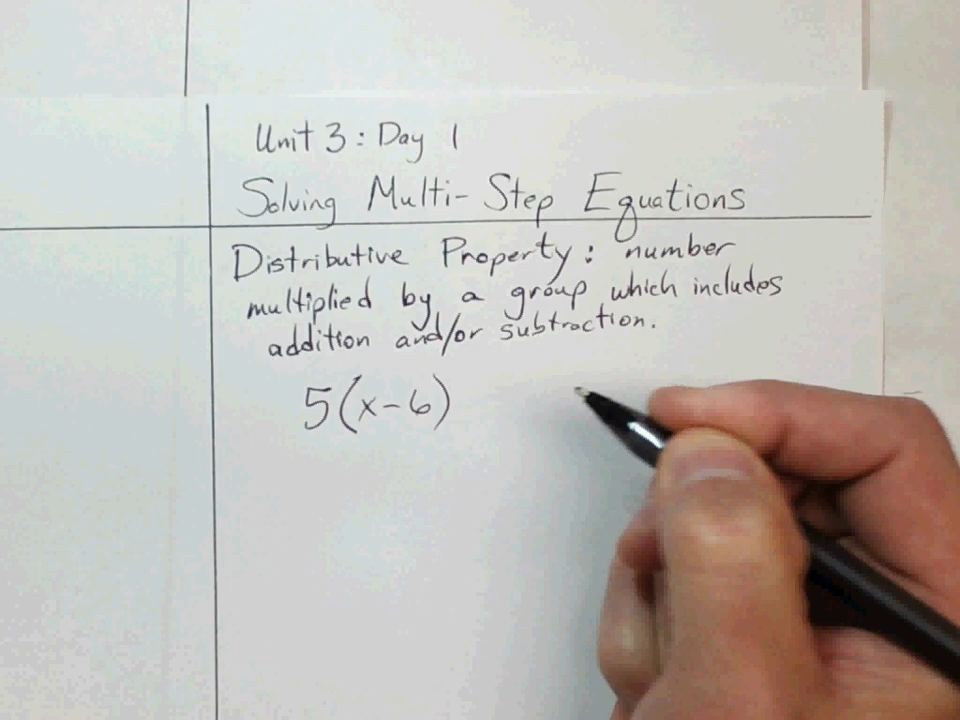 Unit 3: Day 1
Solving Multi-Step Equations
Distributive Property: number
multiplied by a group which includes
addition and/or subtraction.
5(x-6)